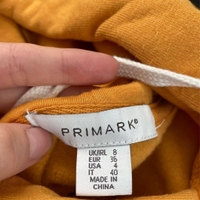 PRIMARK®
UK/IRL 8
EUR 36
USA 4
IT 40
MADE IN
CHINA